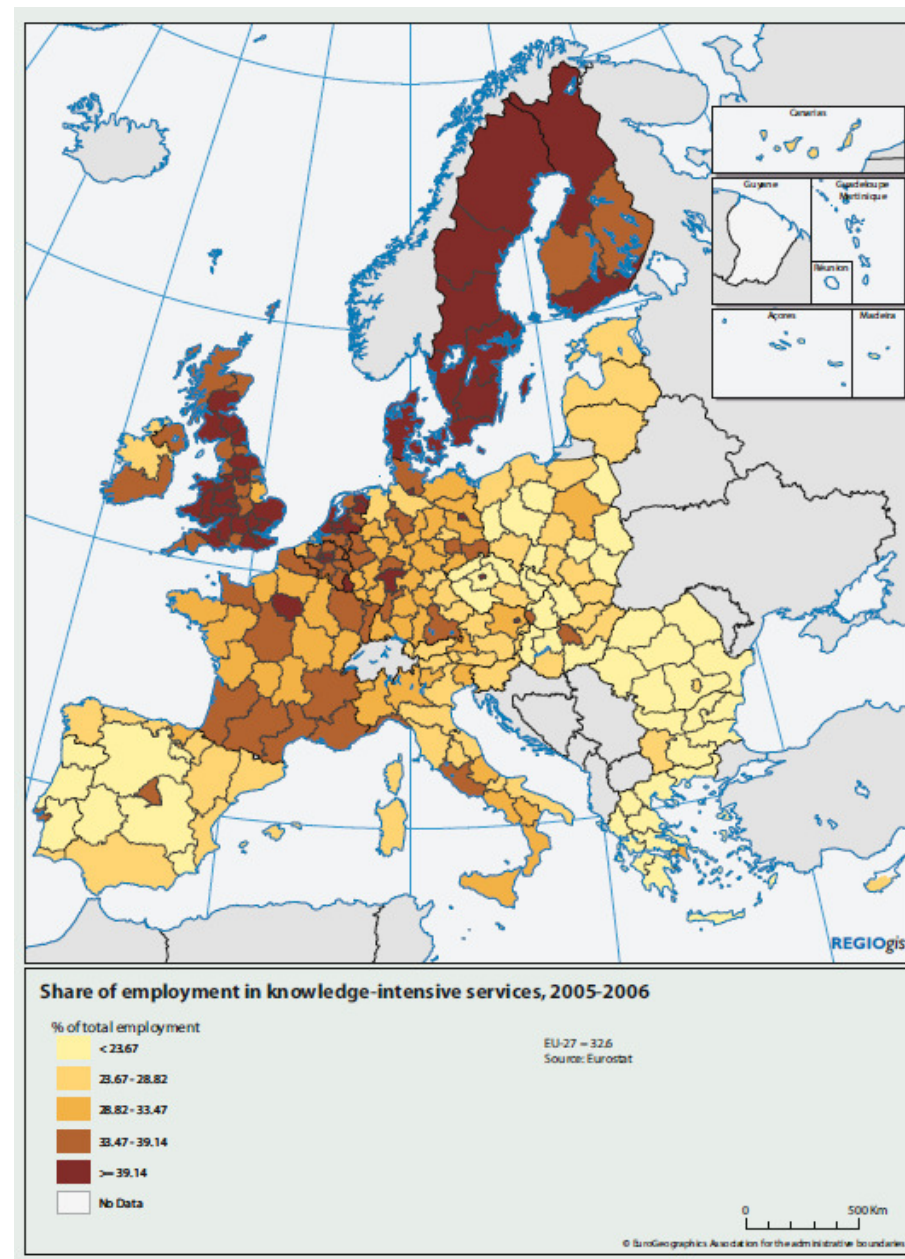 Canarias
Guyane
Guadeloupe
Martinique
Réunion
Açores
Madeira
REGIOgis
Share of employment in knowledge-intensive services, 2005-2006
% of total employment
< 23.67
23.67 - 28.82
28.82 - 33.47
33.47 - 39.14
>= 39.14
No Data
EU-27 = 32.6
Source: Eurostat
0 500 Km
© EuroGeographics Association for the administrative boundaries